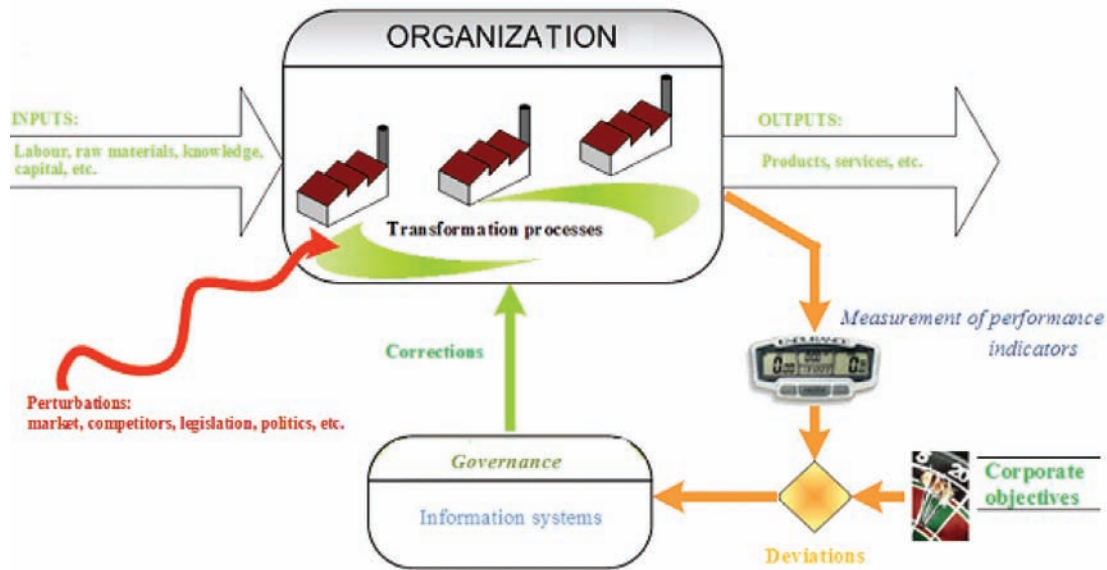 ORGANIZATION
INPUTS:
Labour, raw materials, knowledge,
capital, etc.
OUTPUTS:
Products, services, etc.
Transformation processes
Measurement of performance
indicators
Corrections
Perturbations:
market, competitors, legislation, politics, etc.
Governance
Information systems
Corporate
objectives
Deviations
20